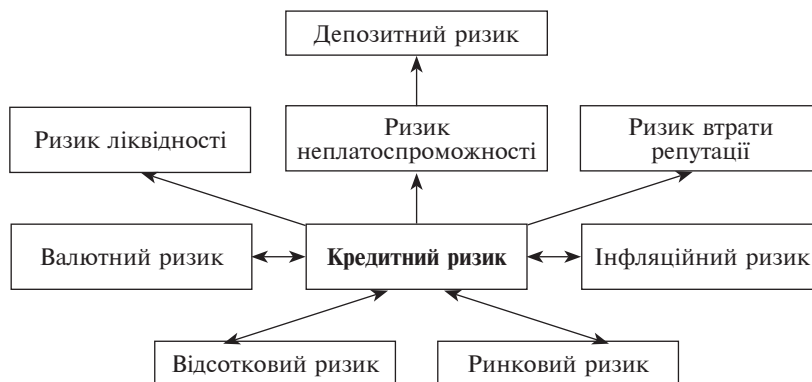 Депозитний ризик
Ризик ліквідності
Ризик
неплатоспроможності
Ризик втрати
репутації
Валютний ризик
Кредитний ризик
Інфляційний ризик
Відсотковий ризик
Ринковий ризик